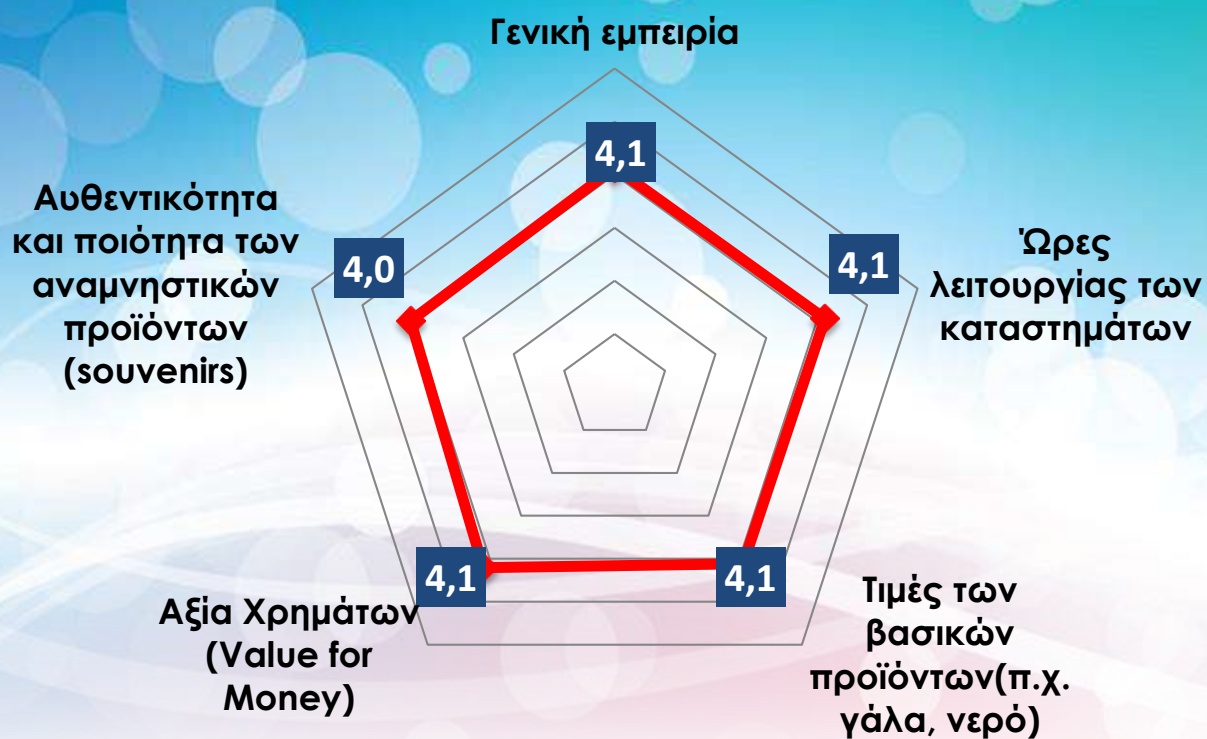 Γενική εμπειρία
4,1
Αυθεντικότητα
και ποιότητα των
αναμνηστικών
προϊόντων
(souvenirs)
4,0
4,1
Ώρες
λειτουργίας των
καταστημάτων
4,1
Αξία Χρημάτων
(Value for
Money)
4,1
Τιμές των
βασικών
προϊόντων(π.χ.
γάλα, νερό)